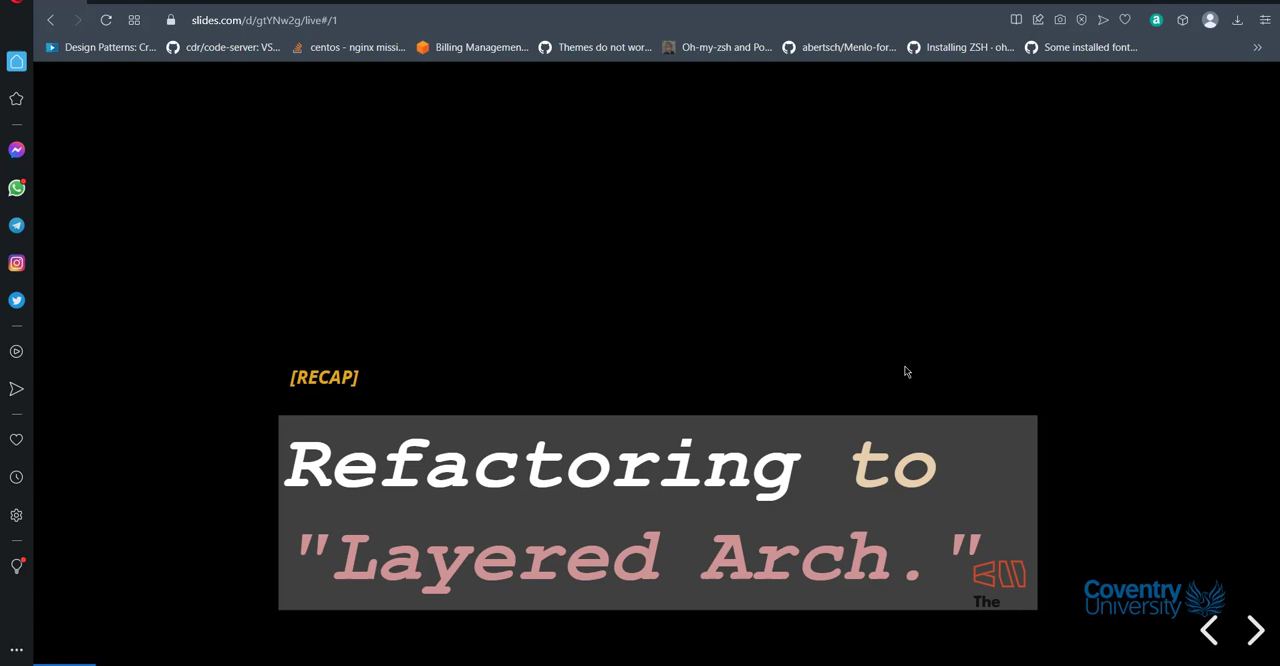 slides.com/d/gtYNw2g/live#/1
Design Patterns: Cr... cdr/code-server: VS... centos - nginx missi... Billing Managemen... Themes do not wor... Oh-my-zsh and Po... abertsch/Menlo-for... Installing ZSH · oh... Some installed font...
[RECAP]
Refactoring to
"Layered Arch."
The
Coventry
University